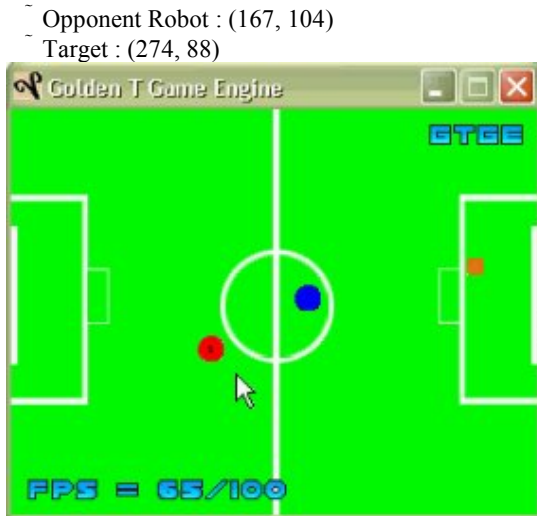 ˜ Opponent Robot : (167, 104)
˜ Target : (274, 88)
Golden T Game Engine
GTGE
FPS = 65/100